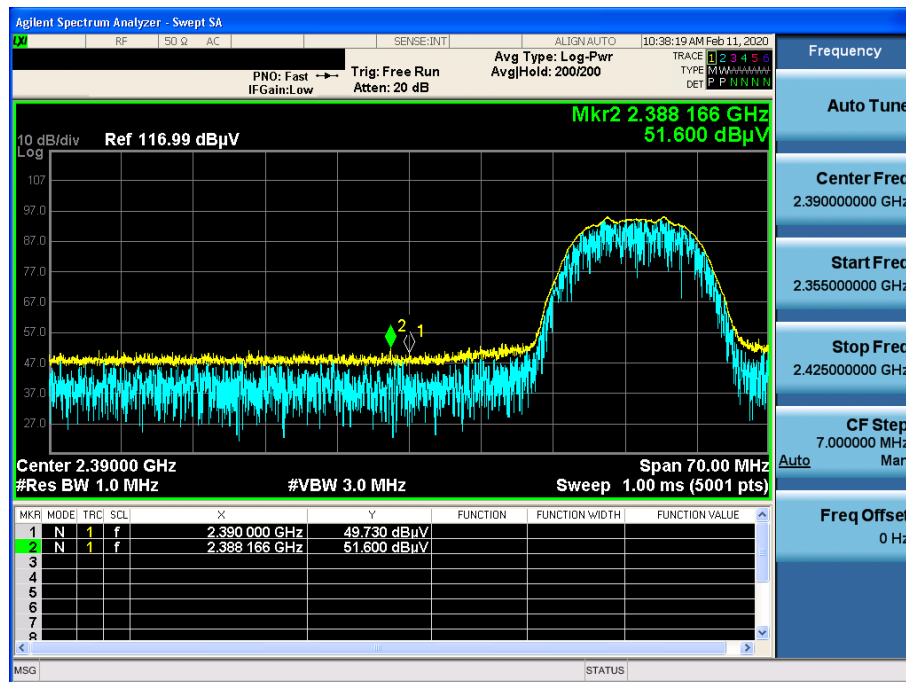 Agilent Spectrum Analyzer - Swept SA
LXI RF 50 Ω AC SENSE:INT ALIGN AUTO 10:38:19 AM Feb 11, 2020
Frequency
PNO: Fast
IFGain:Low
Trig: Free Run
Atten: 20 dB
Avg Type: Log-Pwr
Avg|Hold: 200/200
TRACE 1 2 3 4 5 6
TYPE M
DET P P N N N N
Auto Tune
Mkr2 2.388 166 GHz
51.600 dBµV
10 dB/div Ref 116.99 dBµV
Log
107
97.0
87.0
77.0
67.0
57.0
47.0
37.0
27.0
2
1
Center 2.39000 GHz Span 70.00 MHz
#Res BW 1.0 MHz #VBW 3.0 MHz Sweep 1.00 ms (5001 pts)
Center Freq
2.390000000 GHz
Start Freq
2.355000000 GHz
Stop Freq
2.425000000 GHz
CF Step
7.000000 MHz
Auto Man
Freq Offset
0 Hz
MKR MODE TRC SCL X Y FUNCTION FUNCTION WIDTH FUNCTION VALUE
1 N 1 f 2.390 000 GHz 49.730 dBµV
2 N 1 f 2.388 166 GHz 51.600 dBµV
3
4
5
6
7
8
MSG STATUS